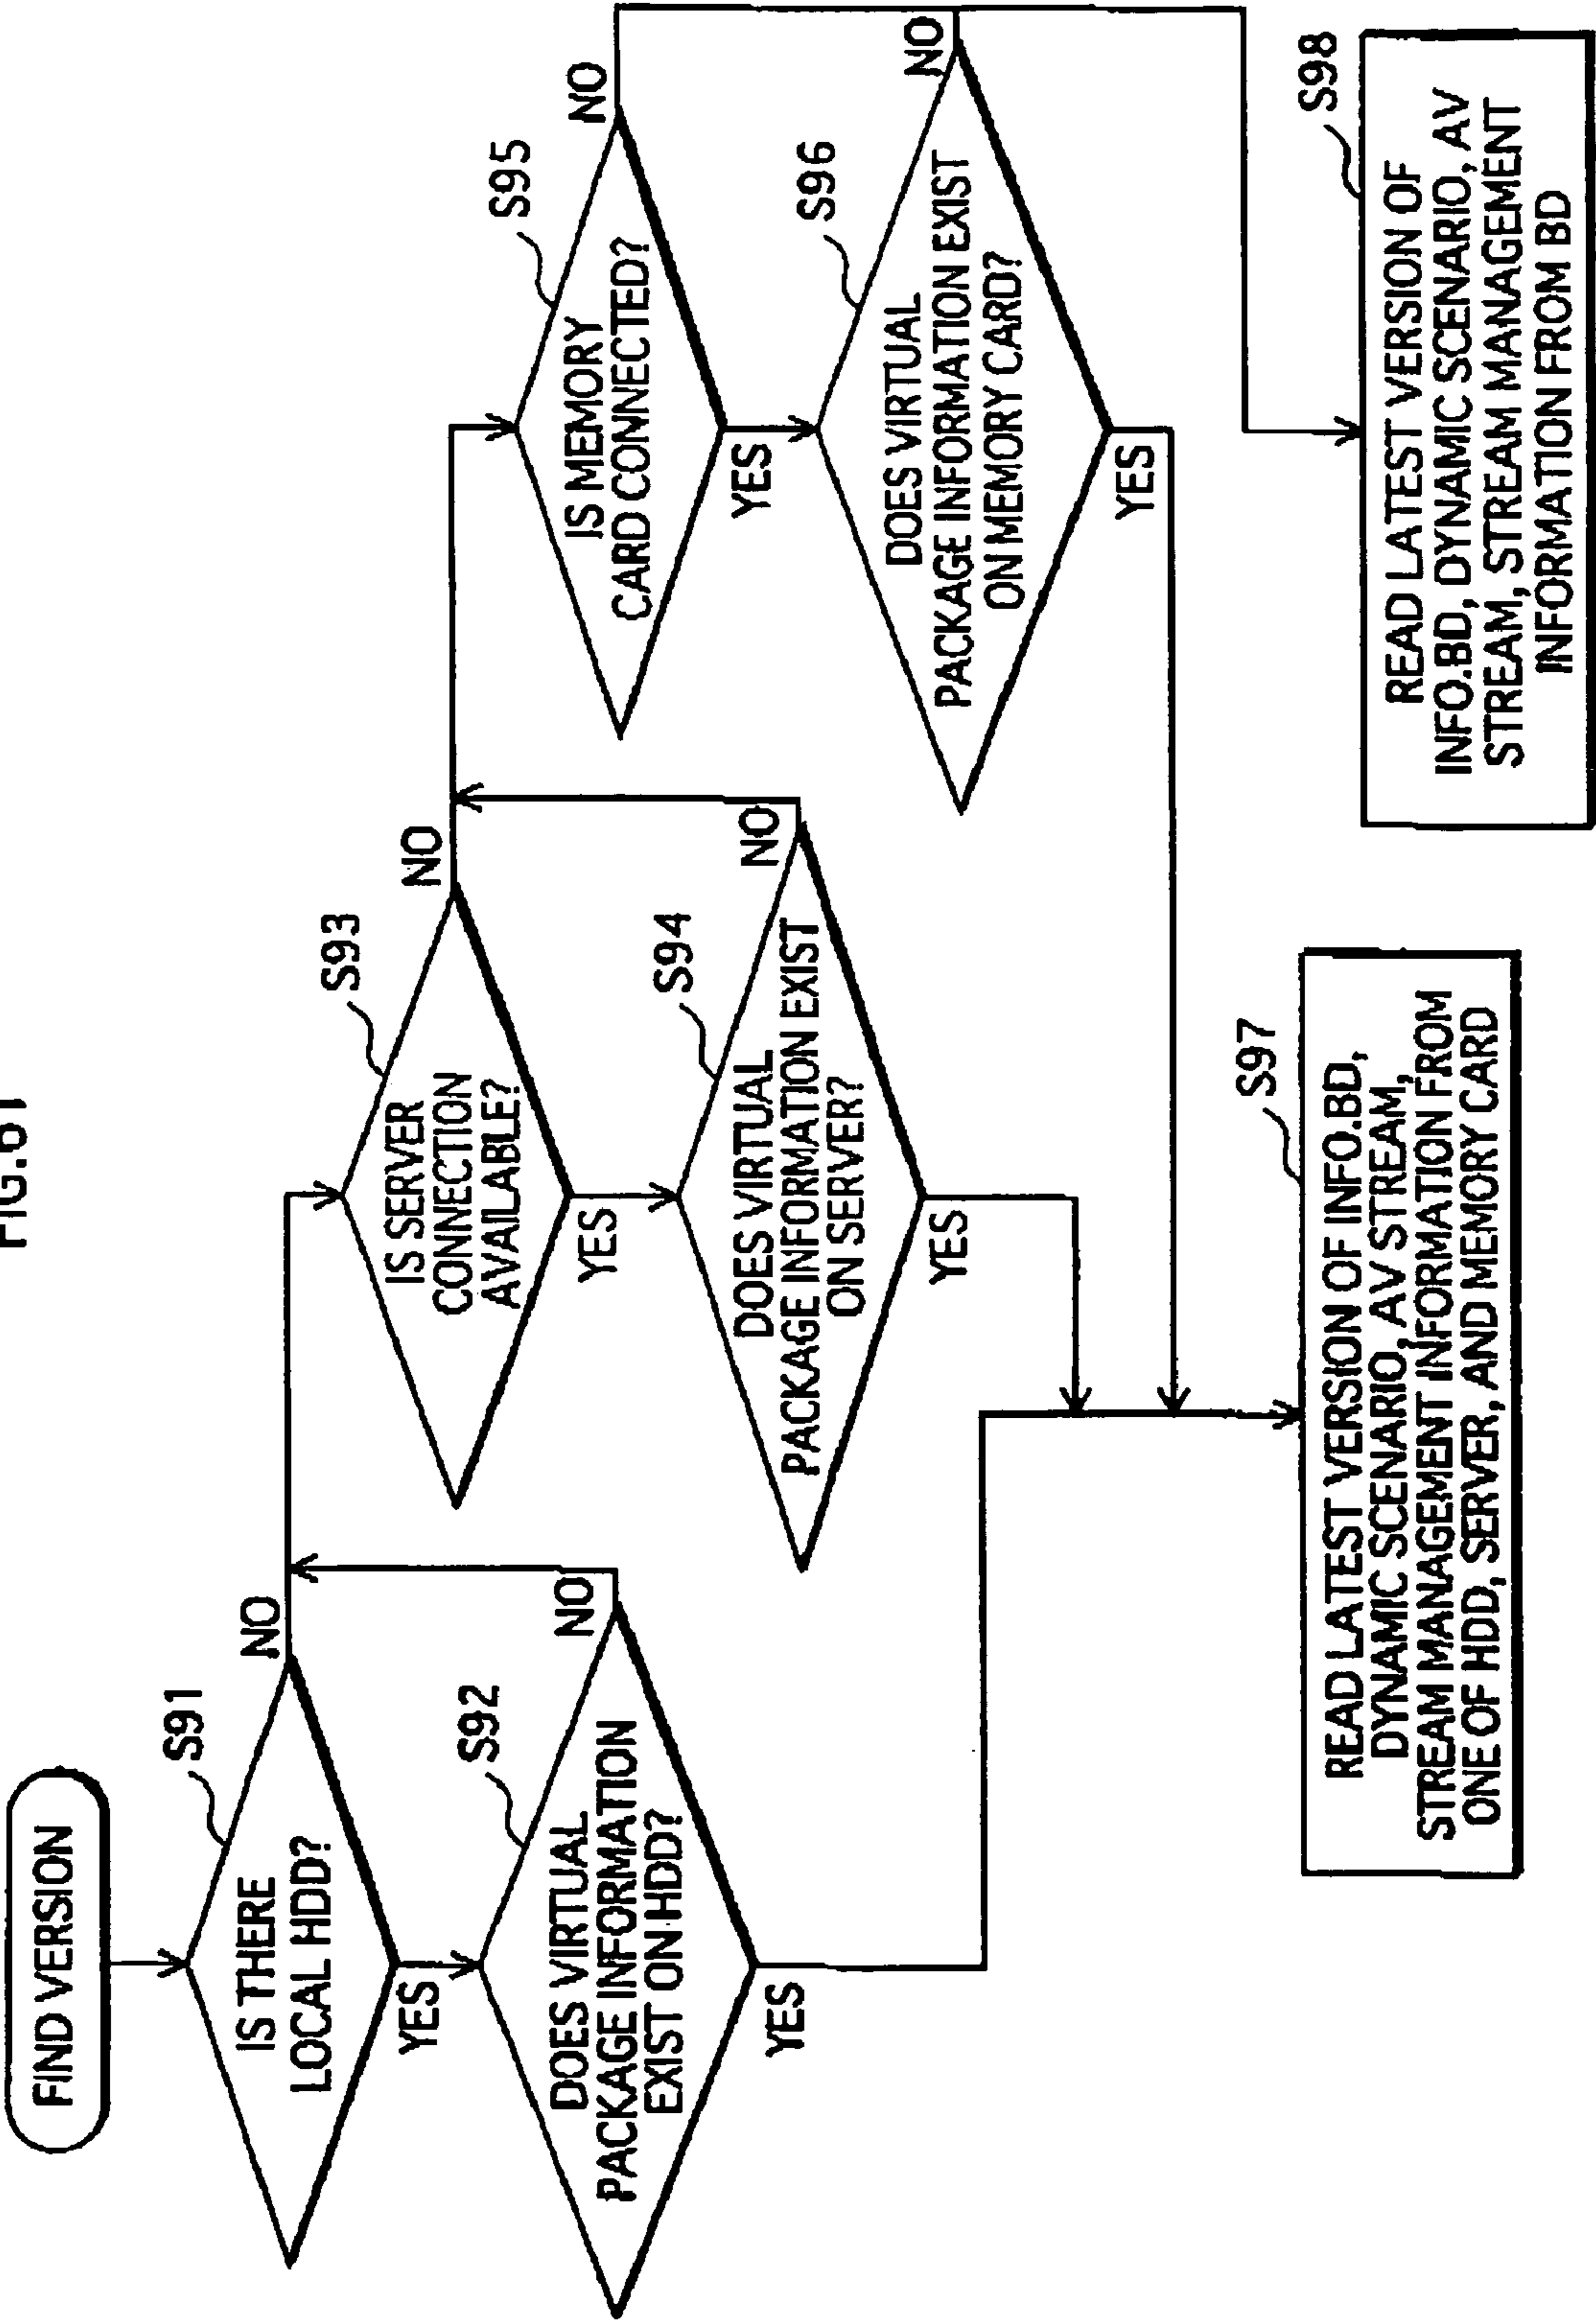 FIND VERSION
S91
IS THERE
LOCAL HDD?
NO
YES
S92
DOES VIRTUAL
PACKAGE INFORMATION
EXIST ON HDD?
NO
YES
S93
IS SERVER
CONNECTION
AVAILABLE?
NO
YES
S94
DOES VIRTUAL
PACKAGE INFORMATION EXIST
ON SERVER?
NO
YES
S95
IS MEMORY
CARD CONNECTED?
NO
YES
S96
DOES VIRTUAL
PACKAGE INFORMATION EXIST
ON MEMORY CARD?
NO
YES
S97
READ LATEST VERSION OF INFO.BD,
DYNAMIC SCENARIO, AV STREAM,
STREAM MANAGEMENT INFORMATION FROM
ONE OF HDD, SERVER, AND MEMORY CARD
S98
READ LATEST VERSION OF
INFO.BD, DYNAMIC SCENARIO, AV
STREAM, STREAM MANAGEMENT
INFORMATION FROM BD